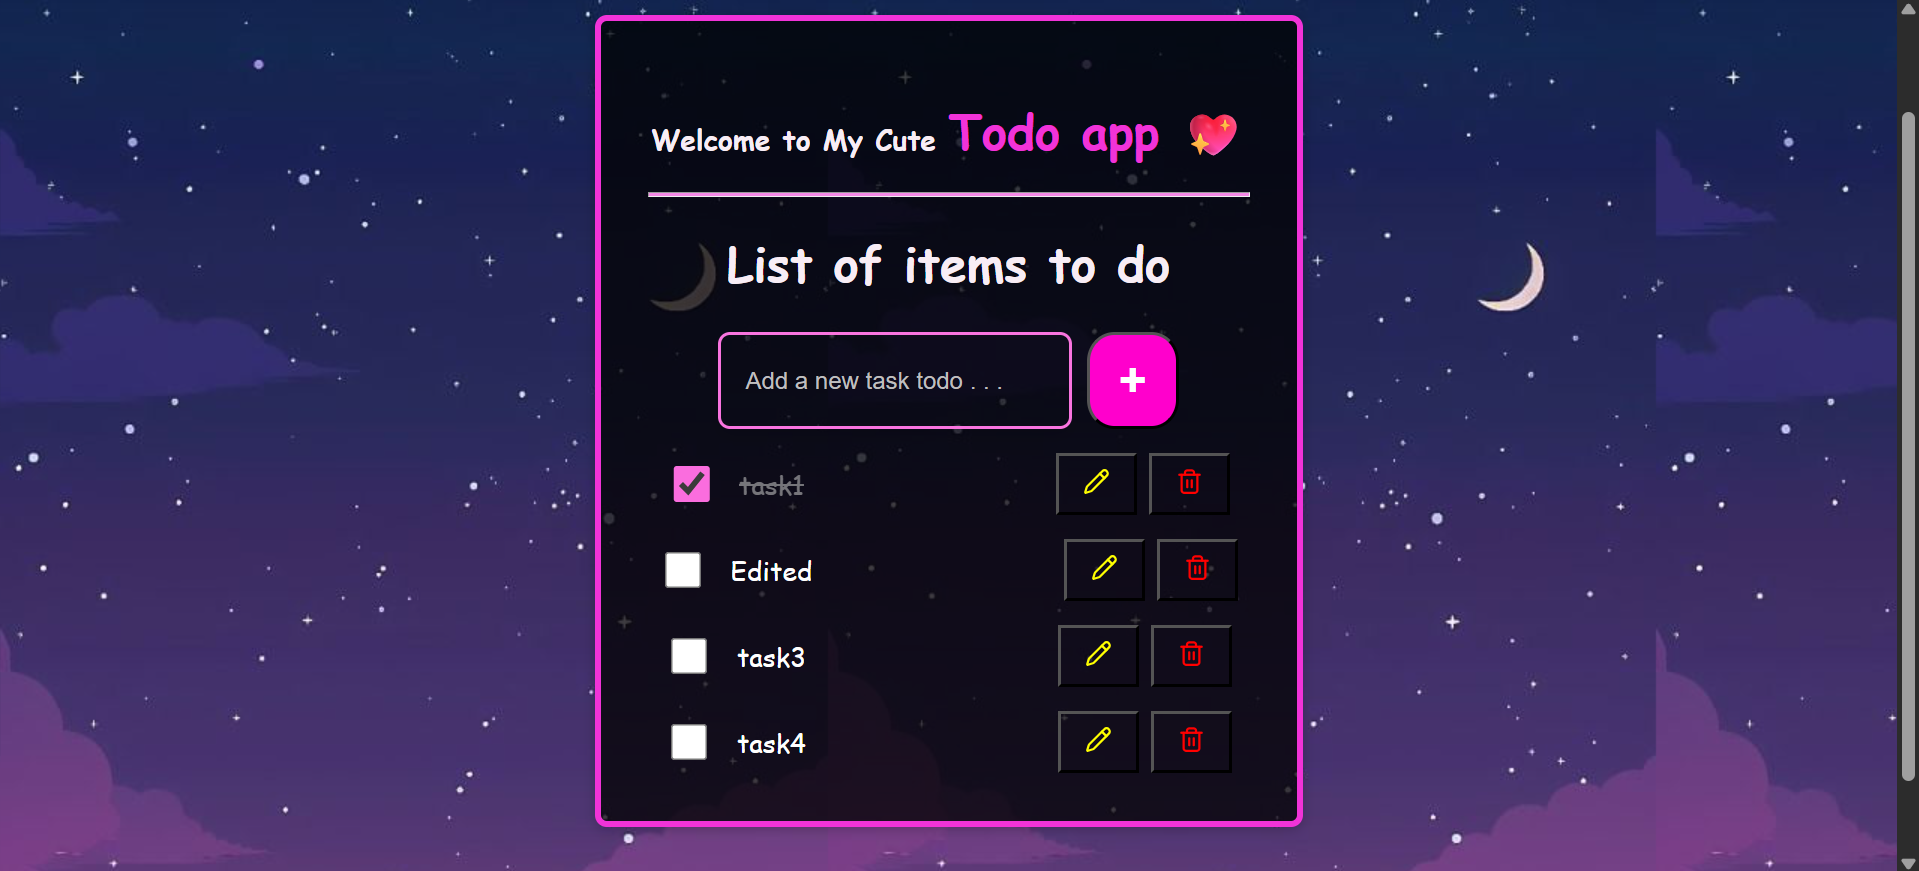 Welcome to My Cute Todo app 💖
List of items to do
Add a new task todo . . .
+
task1
Edited
task3
task4